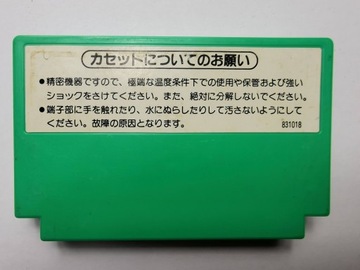 カセットについてのお願い
●精密機器ですので、極端な温度条件下での使用や保管および強い
ショックをさけてください。また、絶対に分解しないでください。
●端子部に手を触れたり、水にぬらしたりして汚さないようにして
ください。故障の原因となります。
831018